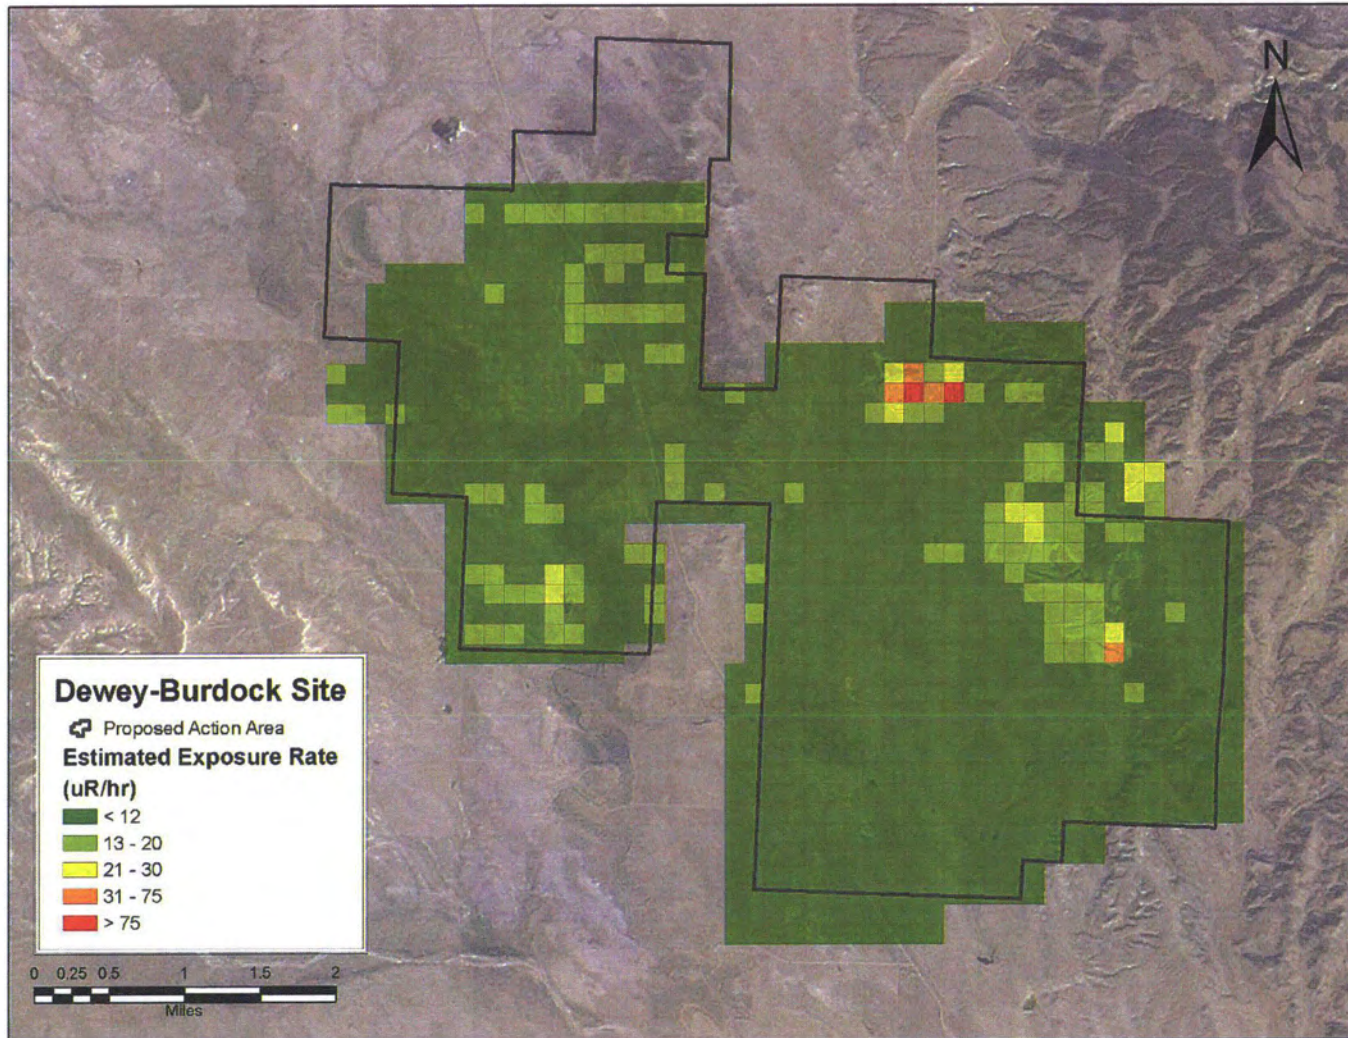 N
Dewey-Burdock Site
Proposed Action Area
Estimated Exposure Rate
(uR/hr)
< 12
13 - 20
21 - 30
31 - 75
> 75
0 0.25 0.5 1 1.5 2
Miles